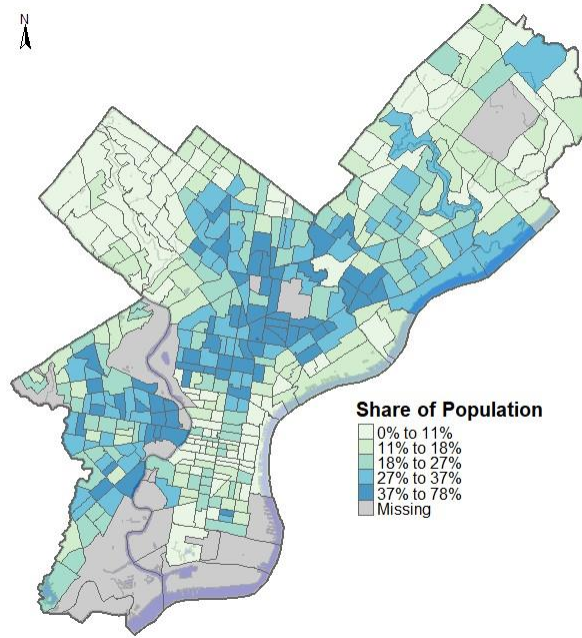 N
Share of Population
0% to 11%
11% to 18%
18% to 27%
27% to 37%
37% to 78%
Missing